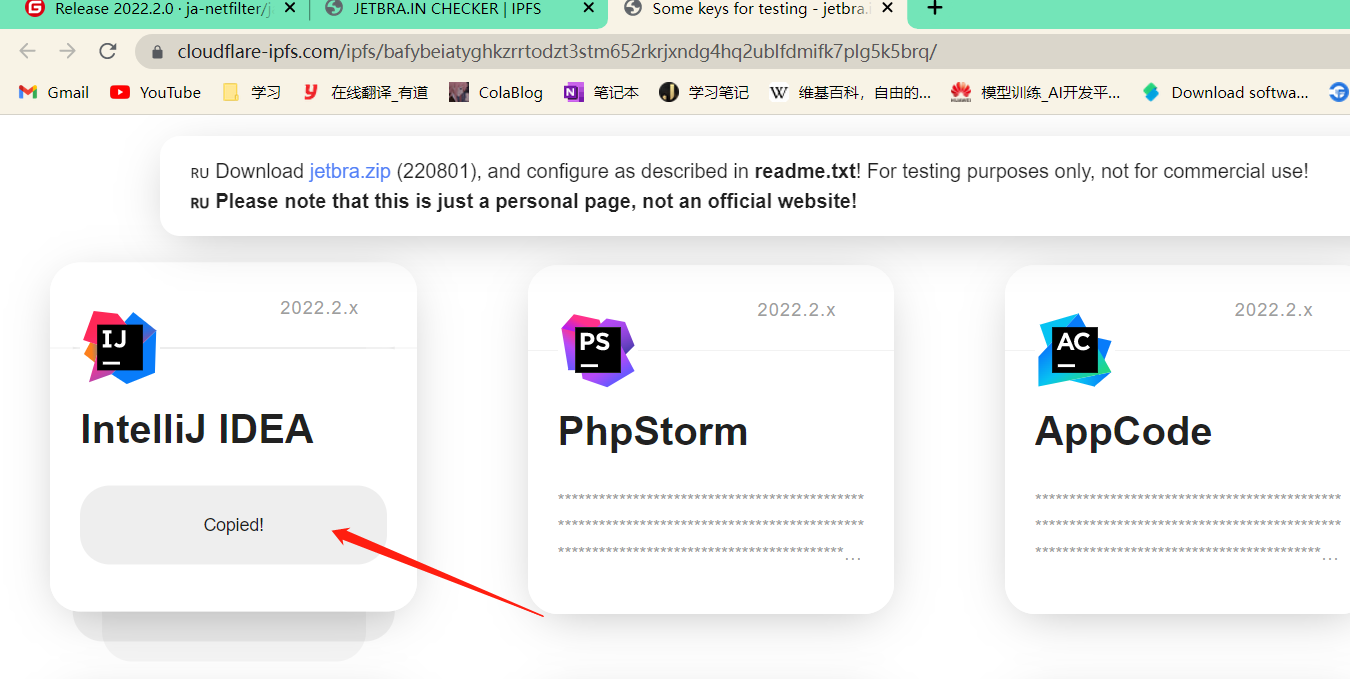 Release 2022.2.0 · ja-netfilter/j
JETBRA.IN CHECKER | IPFS
Some keys for testing - jetbra.i
cloudflare-ipfs.com/ipfs/bafybeiatyghkzrrtodzt3stm652rkrjxndg4hq2ublfdmifk7plg5k5brq/
Gmail YouTube 学习 在线翻译_有道 ColaBlog 笔记本 学习笔记 维基百科，自由的... 模型训练_AI开发平... Download softwa...
RU Download jetbra.zip (220801), and configure as described in readme.txt! For testing purposes only, not for commercial use!
RU Please note that this is just a personal page, not an official website!
2022.2.x
IJ
IntelliJ IDEA
Copied!
2022.2.x
PS
PhpStorm
*********************************************
*********************************************
******************************************...
2022.2.x
AC
AppCode
*********************************************
*********************************************
******************************************...